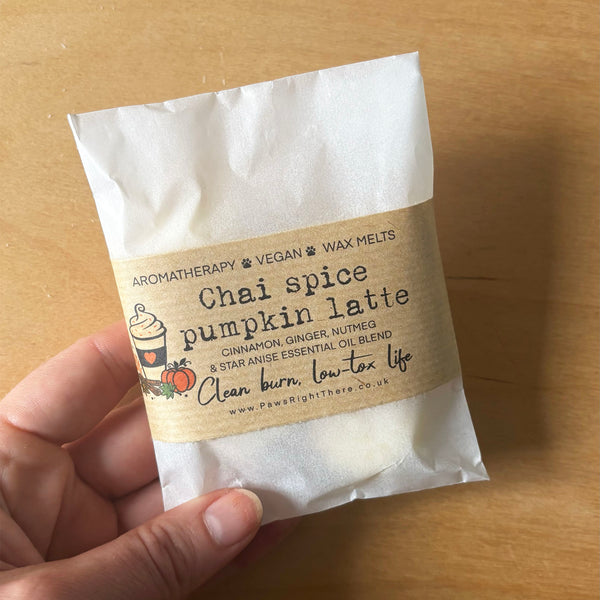 AROMATHERAPY 🐾 VEGAN 🐾 WAX MELTS
Chai spice
pumpkin latte
CINNAMON, GINGER, NUTMEG
& STAR ANISE ESSENTIAL OIL BLEND
Clean burn, low-tox life
www.PawsRightThere.co.uk